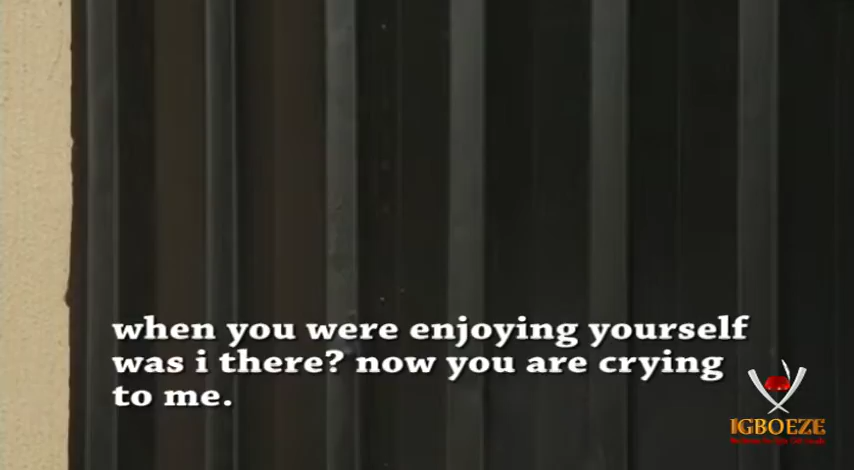 when you were enjoying yourself
was i there? now you are crying
to me.
IGBOEZE